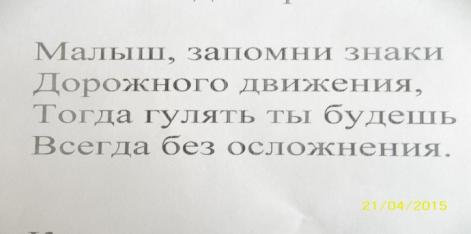 Малыш, запомни знаки
Дорожного движения,
Тогда гулять ты будешь
Всегда без осложнения.
21/04/2015